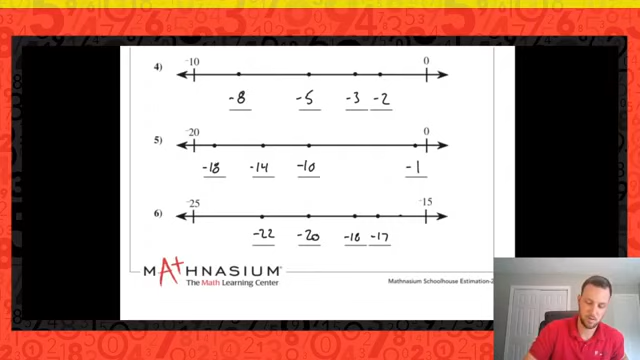 4) -10 0
-8 -5 -3 -2
5) -20 0
-18 -14 -10 -1
6) -25 -15
-22 -20 -18 -17
MATHNASIUM
The Math Learning Center
Mathnasium Schoolhouse Estimation-2